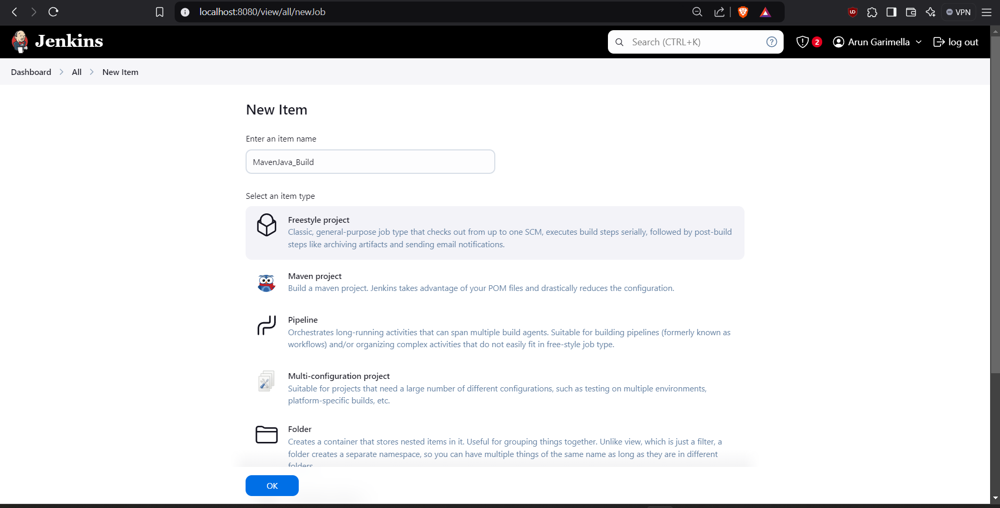 localhost:8080/view/all/newJob
VPN
Jenkins
Search (CTRL+K)
2
Arun Garimella
log out
Dashboard
All
New Item
New Item
Enter an item name
MavenJava_Build
Select an item type
Freestyle project
Classic, general-purpose job type that checks out from up to one SCM, executes build steps serially, followed by post-build
steps like archiving artifacts and sending email notifications.
Maven project
Build a maven project. Jenkins takes advantage of your POM files and drastically reduces the configuration.
Pipeline
Orchestrates long-running activities that can span multiple build agents. Suitable for building pipelines (formerly known as
workflows) and/or organizing complex activities that do not easily fit in free-style job type.
Multi-configuration project
Suitable for projects that need a large number of different configurations, such as testing on multiple environments,
platform-specific builds, etc.
Folder
Creates a container that stores nested items in it. Useful for grouping things together. Unlike view, which is just a filter, a
folder creates a separate namespace, so you can have multiple things of the same name as long as they are in different
folders.
OK